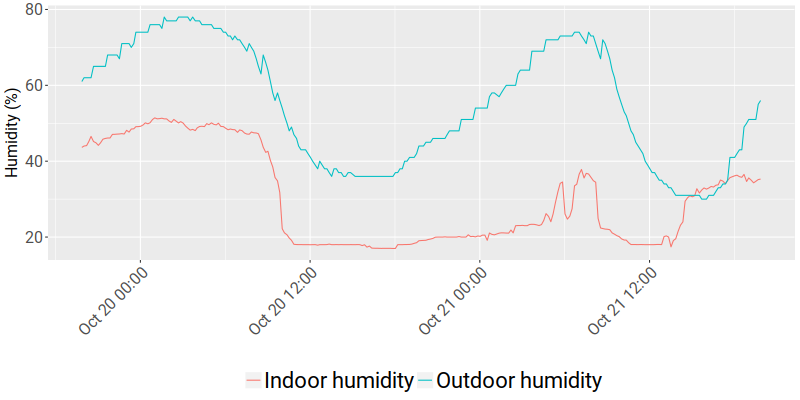 Humidity (%)
80
60
40
20
Oct 20 00:00
Oct 20 12:00
Oct 21 00:00
Oct 21 12:00
Indoor humidity Outdoor humidity